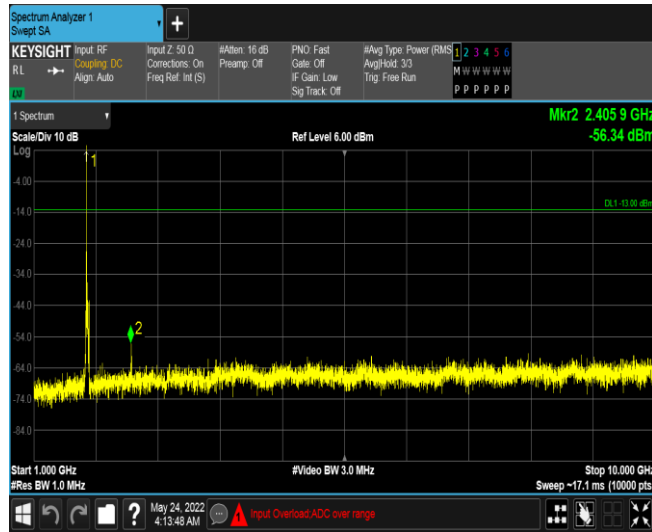 Spectrum Analyzer 1
Swept SA
KEYSIGHT
RL
LXI
Input: RF
Coupling: DC
Align: Auto
Input Z: 50 Ω
Corrections: On
Freq Ref: Int (S)
#Atten: 16 dB
Preamp: Off
PNO: Fast
Gate: Off
IF Gain: Low
Sig Track: Off
#Avg Type: Power (RMS
Avg|Hold: 3/3
Trig: Free Run
1 2 3 4 5 6
M W W W W W
P P P P P P
1 Spectrum
Mkr2 2.405 9 GHz
-56.34 dBm
Scale/Div 10 dB
Ref Level 6.00 dBm
Log
1
-4.00
DL1 -13.00 dBm
-14.0
-24.0
-34.0
-44.0
2
-54.0
-64.0
-74.0
-84.0
Start 1.000 GHz
#Video BW 3.0 MHz
Stop 10.000 GHz
#Res BW 1.0 MHz
Sweep ~17.1 ms (10000 pts
?
May 24, 2022
4:13:48 AM
Input Overload;ADC over range